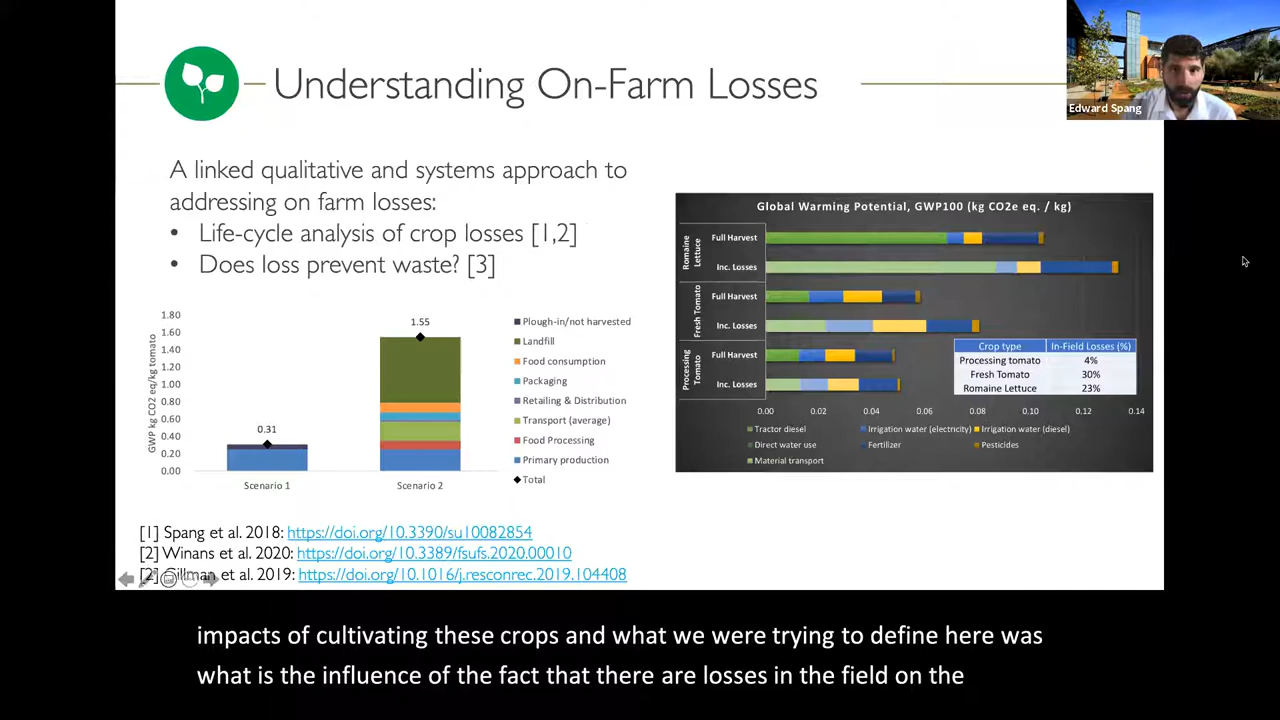 Understanding On-Farm Losses
Edward Spang
A linked qualitative and systems approach to
addressing on farm losses:
• Life-cycle analysis of crop losses [1,2]
• Does loss prevent waste? [3]
GWP kg CO2 eq/kg tomato
1.80
1.60
1.40
1.20
1.00
0.80
0.60
0.40
0.20
0.00
0.31
1.55
Scenario 1
Scenario 2
Plough-in/not harvested
Landfill
Food consumption
Packaging
Retailing & Distribution
Transport (average)
Food Processing
Primary production
Total
Global Warming Potential, GWP100 (kg CO2e eq. / kg)
Romaine
Lettuce
Full Harvest
Inc. Losses
Fresh Tomato
Full Harvest
Inc. Losses
Processing
Tomato
Full Harvest
Inc. Losses
0.00 0.02 0.04 0.06 0.08 0.10 0.12 0.14
Crop type In-Field Losses (%)
Processing tomato 4%
Fresh Tomato 30%
Romaine Lettuce 23%
Tractor diesel Irrigation water (electricity) Irrigation water (diesel)
Direct water use Fertilizer Pesticides
Material transport
[1] Spang et al. 2018: https://doi.org/10.3390/su10082854
[2] Winans et al. 2020: https://doi.org/10.3389/fsufs.2020.00010
[2] Gillman et al. 2019: https://doi.org/10.1016/j.resconrec.2019.104408
impacts of cultivating these crops and what we were trying to define here was
what is the influence of the fact that there are losses in the field on the